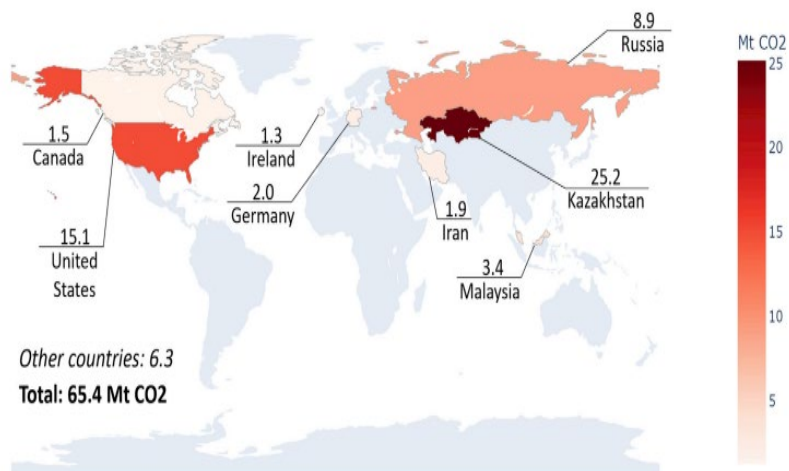 8.9
Russia
Mt CO2
25
20
15
10
5
1.5
Canada
1.3
Ireland
2.0
Germany
25.2
Kazakhstan
1.9
Iran
15.1
United
States
3.4
Malaysia
Other countries: 6.3
Total: 65.4 Mt CO2